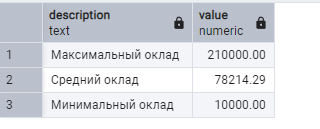 description value
text numeric
1 Максимальный оклад 210000.00
2 Средний оклад 78214.29
3 Минимальный оклад 10000.00